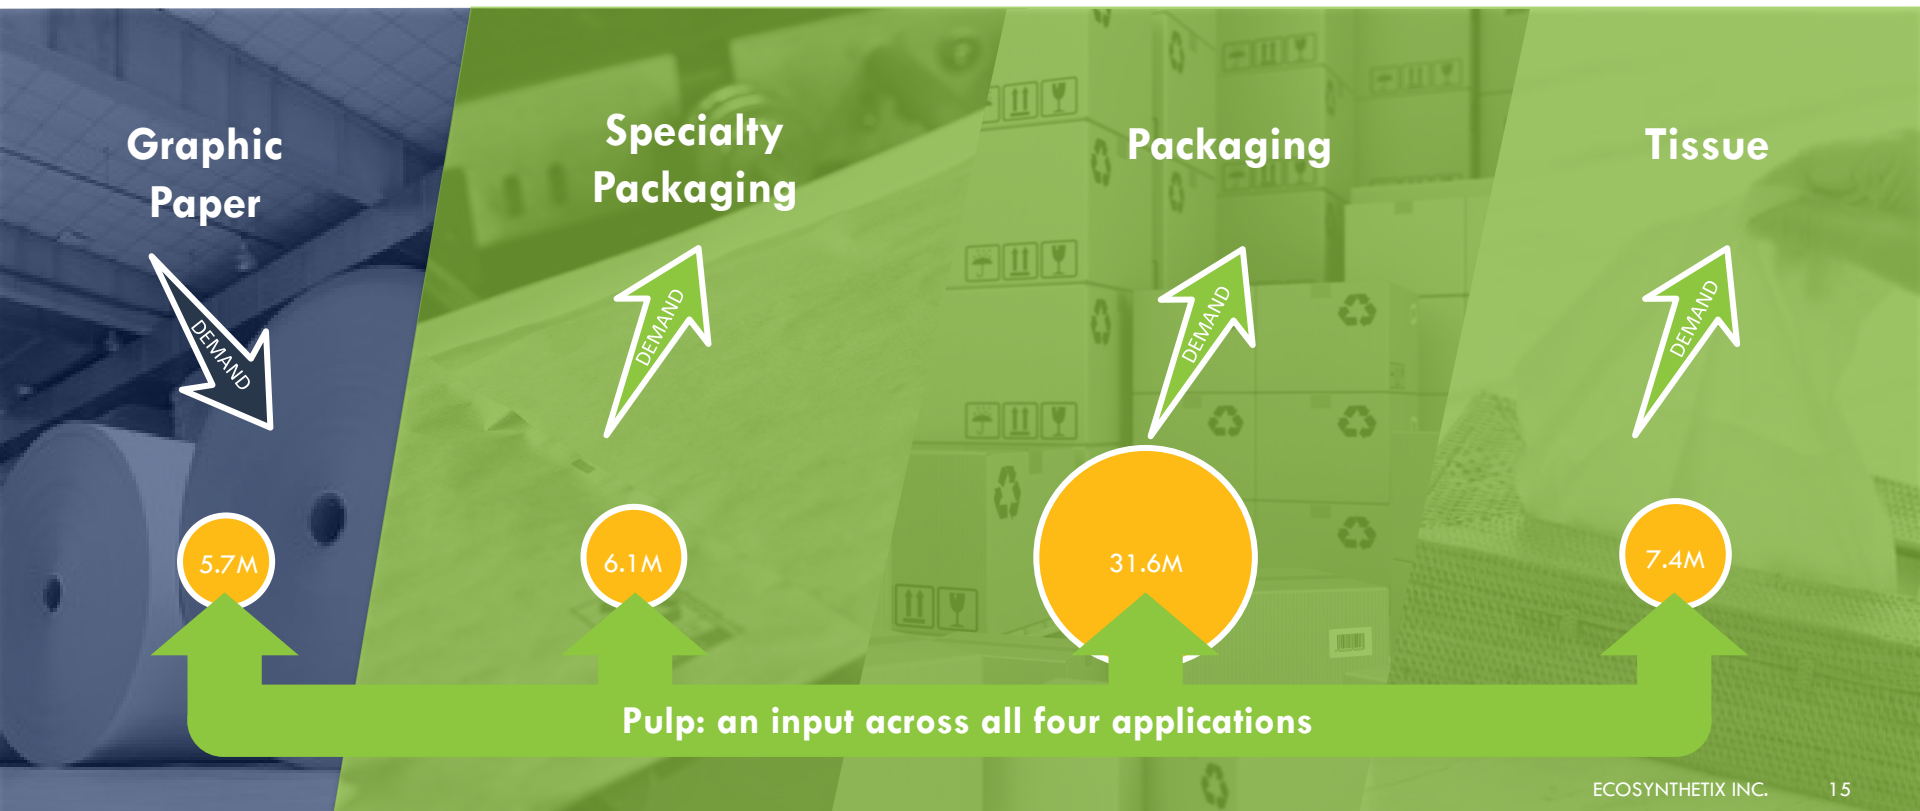 Graphic
Paper
Specialty
Packaging
Packaging
Tissue
DEMAND
DEMAND
DEMAND
DEMAND
5.7M
6.1M
31.6M
7.4M
Pulp: an input across all four applications
ECOSYNTHETIX INC. 15